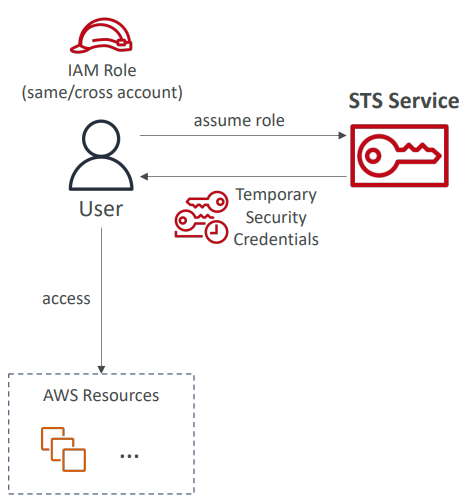 IAM Role
(same/cross account)
STS Service
assume role
Temporary
Security
Credentials
User
access
AWS Resources
...